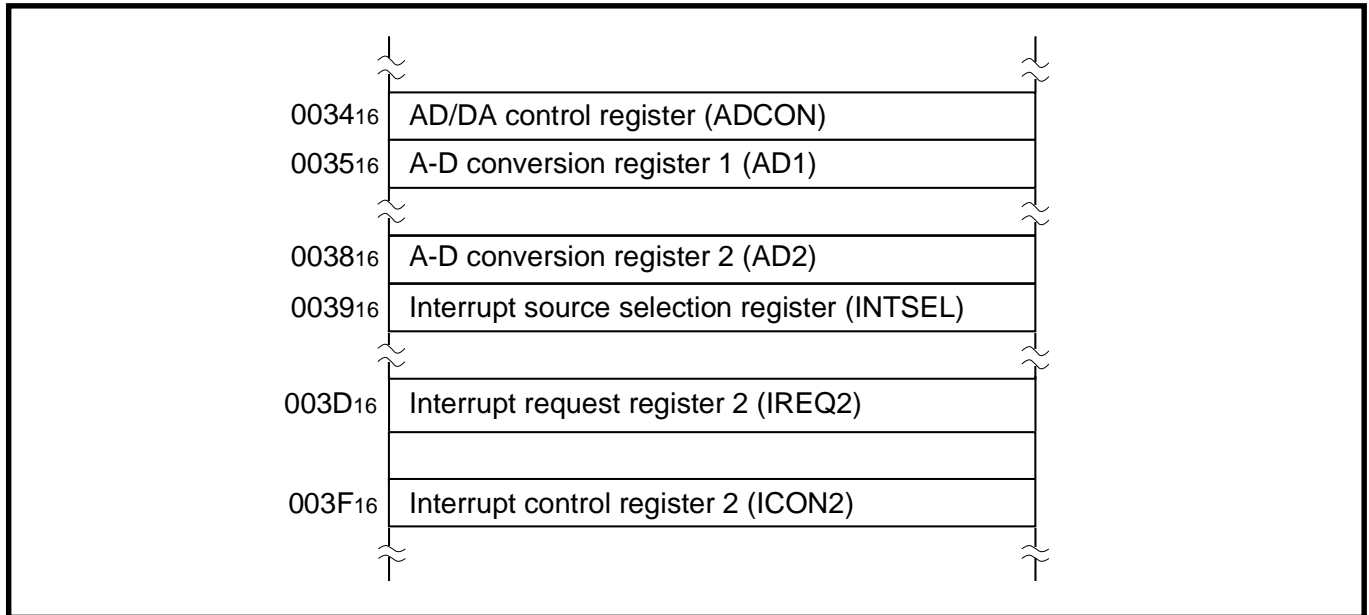 003416 AD/DA control register (ADCON)
003516 A-D conversion register 1 (AD1)
003816 A-D conversion register 2 (AD2)
003916 Interrupt source selection register (INTSEL)
003D16 Interrupt request register 2 (IREQ2)
003F16 Interrupt control register 2 (ICON2)